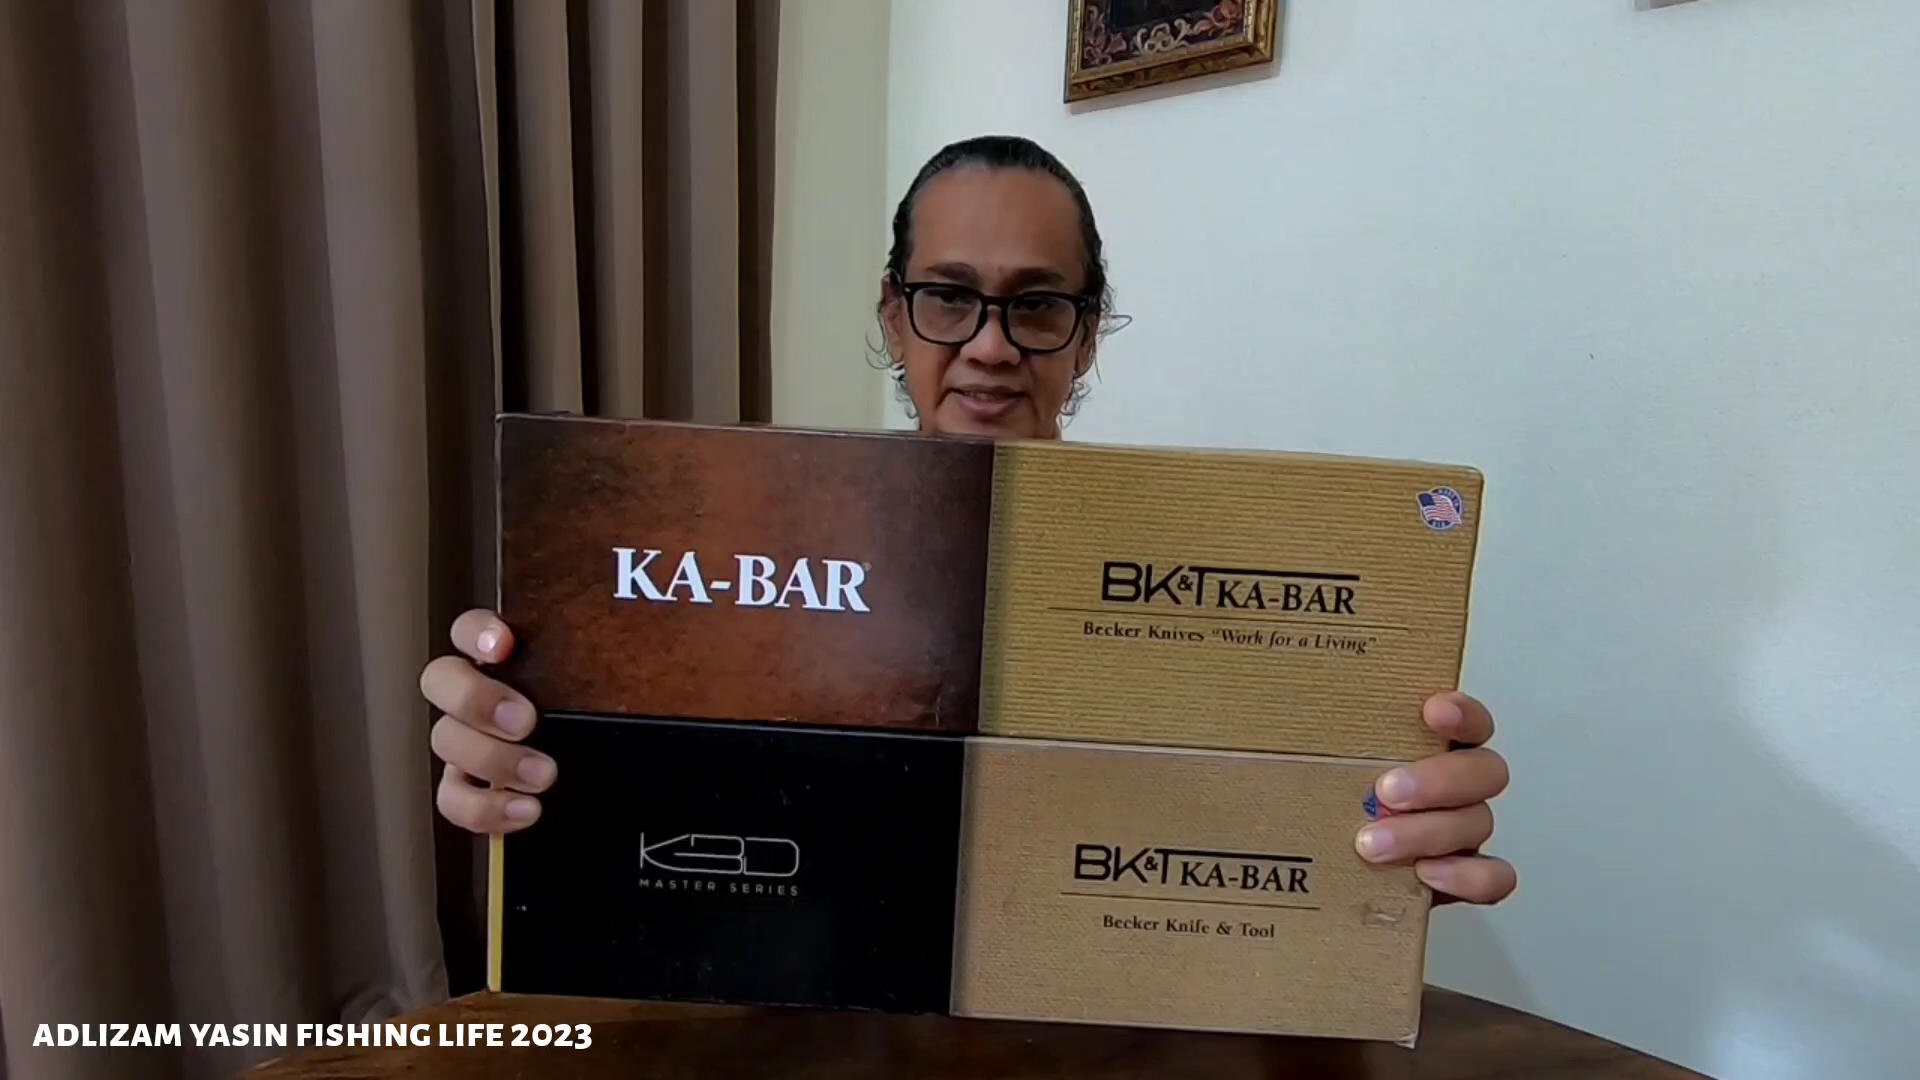 KA-BAR
BK&T KA-BAR
Becker Knives "Work for a Living"
KBD
MASTER SERIES
BK&T KA-BAR
Becker Knife & Tool
ADLIZAM YASIN FISHING LIFE 2023